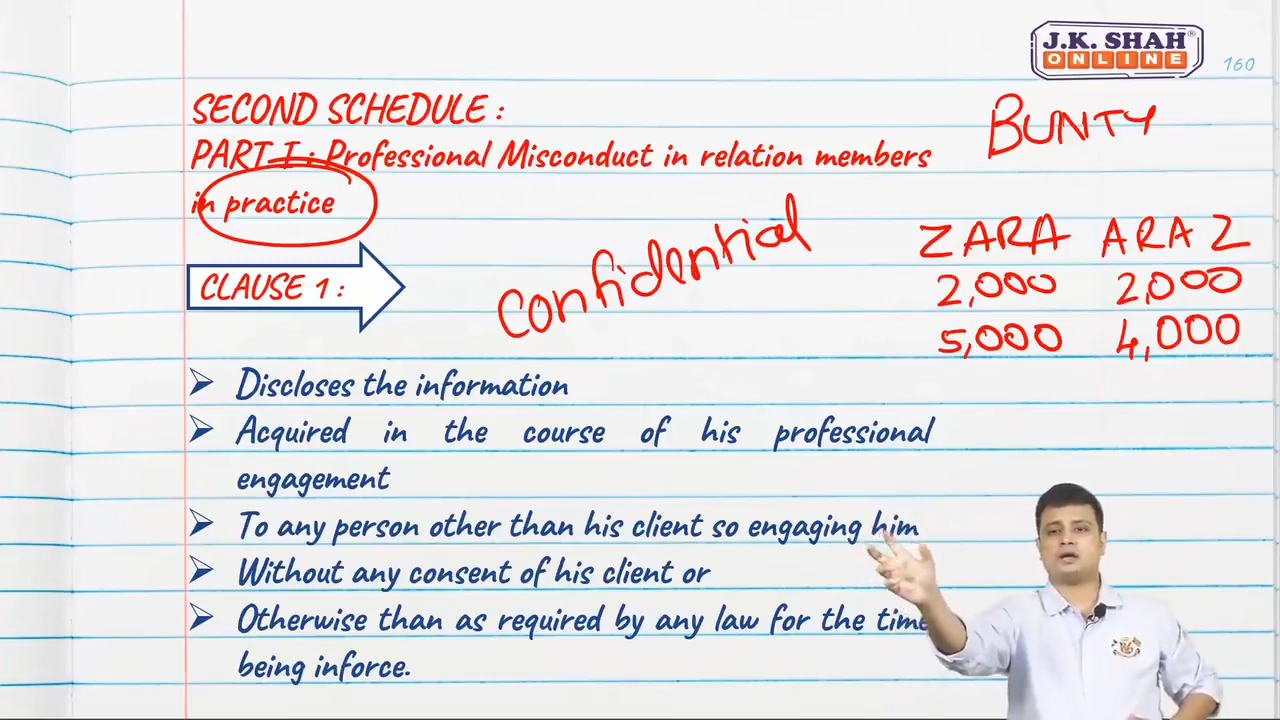 J.K. SHAH®
ONLINE
160
SECOND SCHEDULE :
BUNTY
PART I : Professional Misconduct in relation members
in practice
Confidential
ZARA ARAZ
CLAUSE 1 :
2,000 2,000
5,000 4,000
➢ Discloses the information
➢ Acquired in the course of his professional
engagement
➢ To any person other than his client so engaging him
➢ Without any consent of his client or
➢ Otherwise than as required by any law for the time
being inforce.